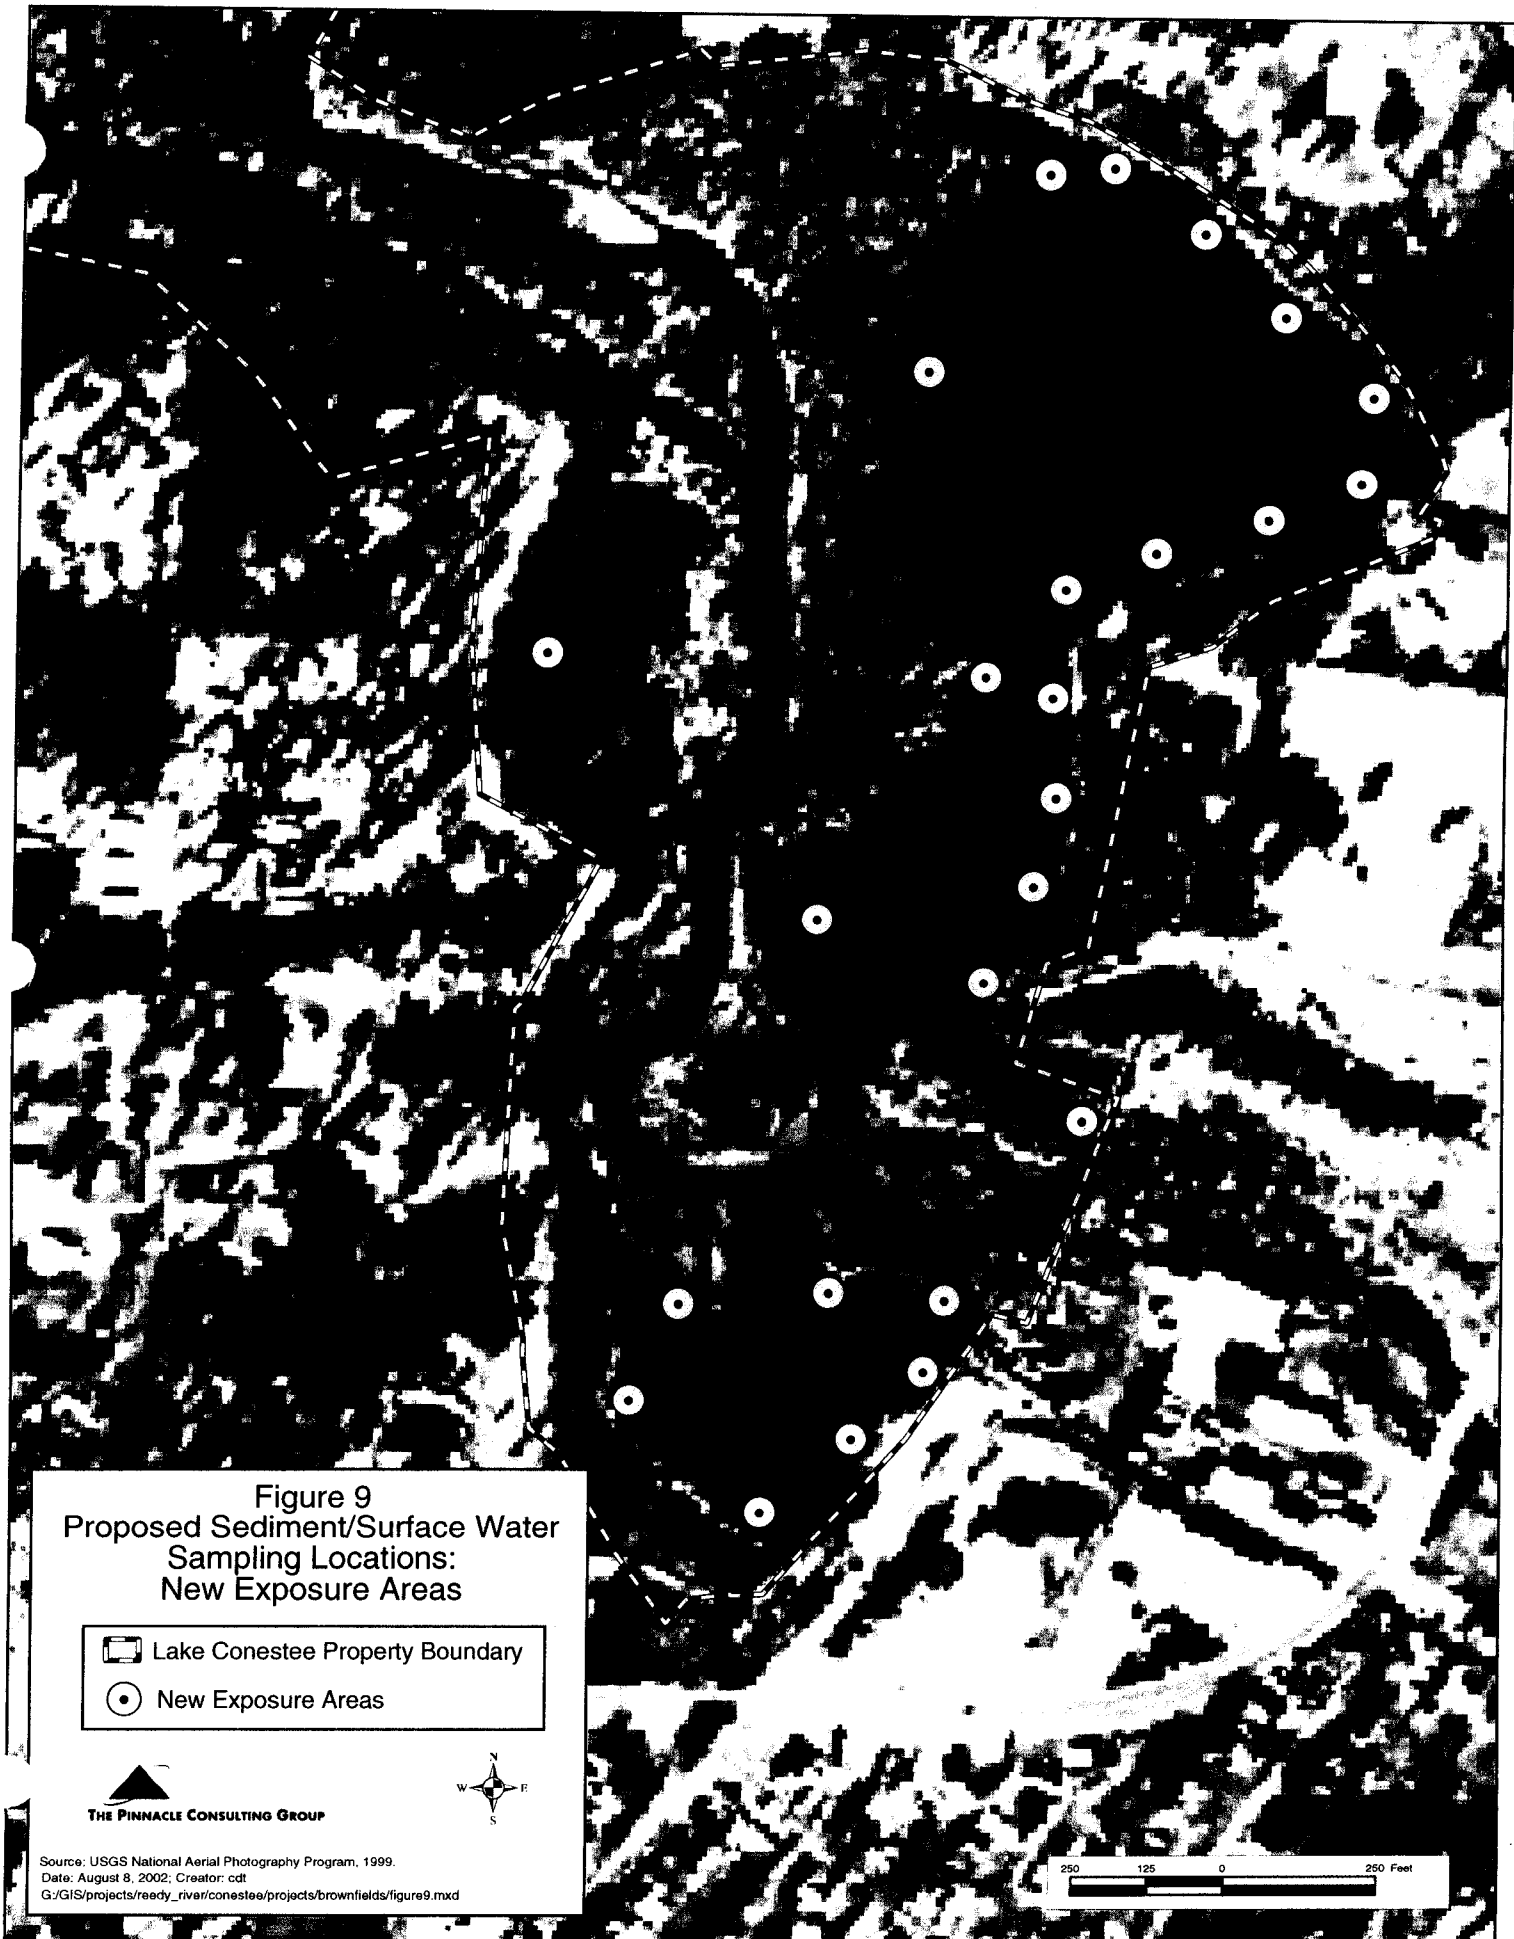 Figure 9
Proposed Sediment/Surface Water
Sampling Locations:
New Exposure Areas
Lake Conestee Property Boundary
New Exposure Areas
N
W E
S
THE PINNACLE CONSULTING GROUP
Source: USGS National Aerial Photography Program, 1999.
Date: August 8, 2002; Creator: cdt
G:/GIS/projects/reedy_river/conestee/projects/brownfields/figure9.mxd
250 125 0 250 Feet